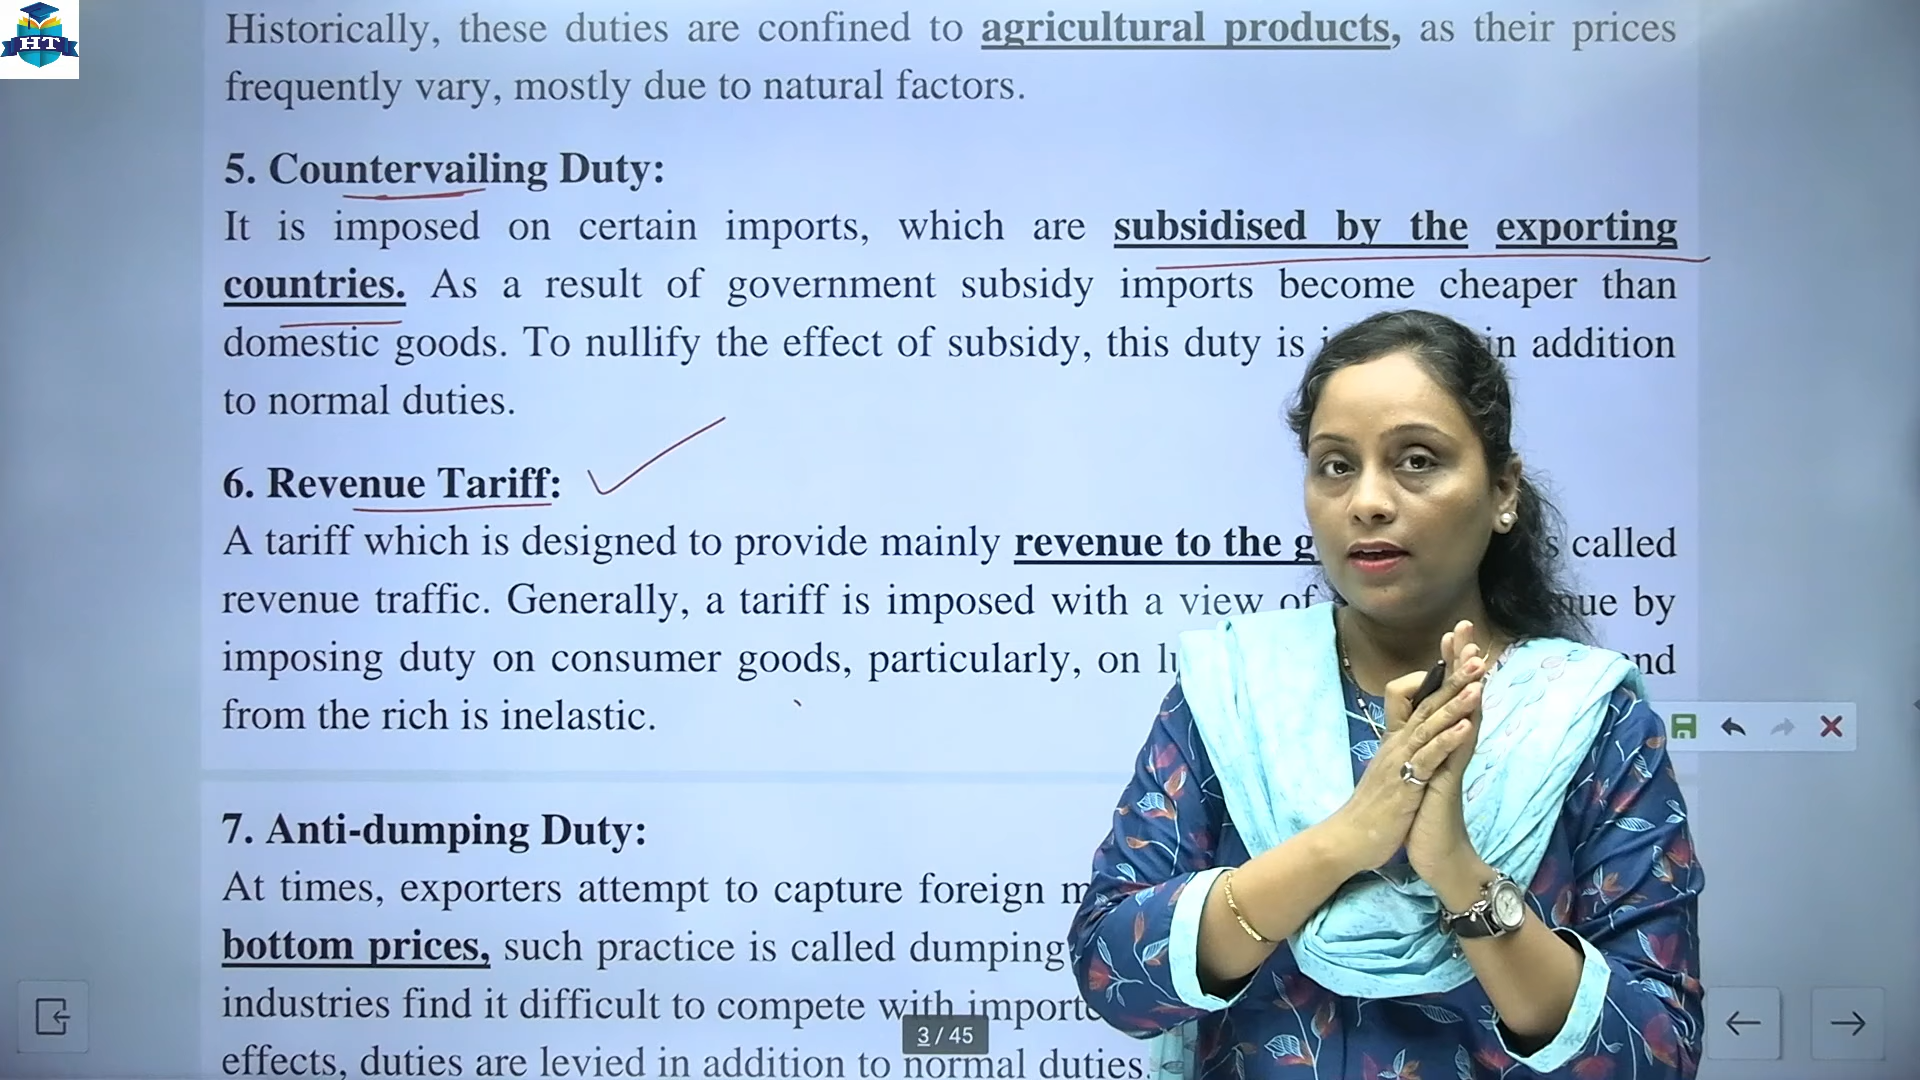 HT
Historically, these duties are confined to agricultural products, as their prices
frequently vary, mostly due to natural factors.
5. Countervailing Duty:
It is imposed on certain imports, which are subsidised by the exporting
countries. As a result of government subsidy imports become cheaper than
domestic goods. To nullify the effect of subsidy, this duty is in addition
to normal duties.
6. Revenue Tariff:
A tariff which is designed to provide mainly revenue to the called
revenue traffic. Generally, a tariff is imposed with a view of by
imposing duty on consumer goods, particularly, on
from the rich is inelastic.
7. Anti-dumping Duty:
At times, exporters attempt to capture foreign
bottom prices, such practice is called dumping
industries find it difficult to compete with
effects, duties are levied in addition to normal duties.
3 / 45